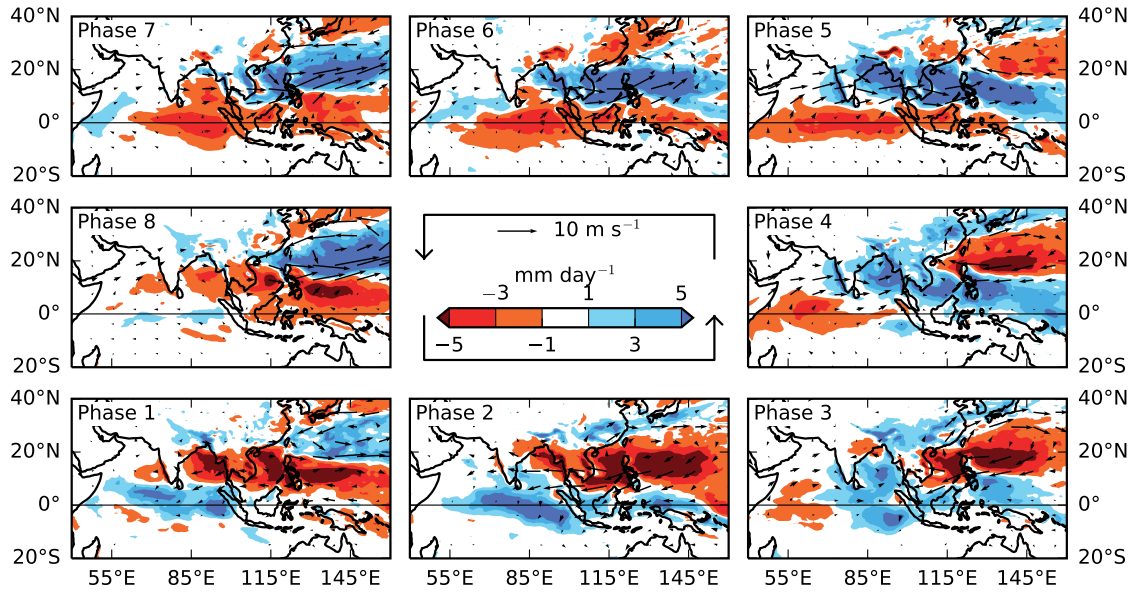 Phase 7
Phase 6
Phase 5
40°N
20°N
0°
20°S
40°N
20°N
0°
20°S
Phase 8
10 m s⁻¹
mm day⁻¹
−3 1 5
−5 −1 3
Phase 4
40°N
20°N
0°
20°S
40°N
20°N
0°
20°S
Phase 1
Phase 2
Phase 3
40°N
20°N
0°
20°S
40°N
20°N
0°
20°S
55°E 85°E 115°E 145°E
55°E 85°E 115°E 145°E
55°E 85°E 115°E 145°E